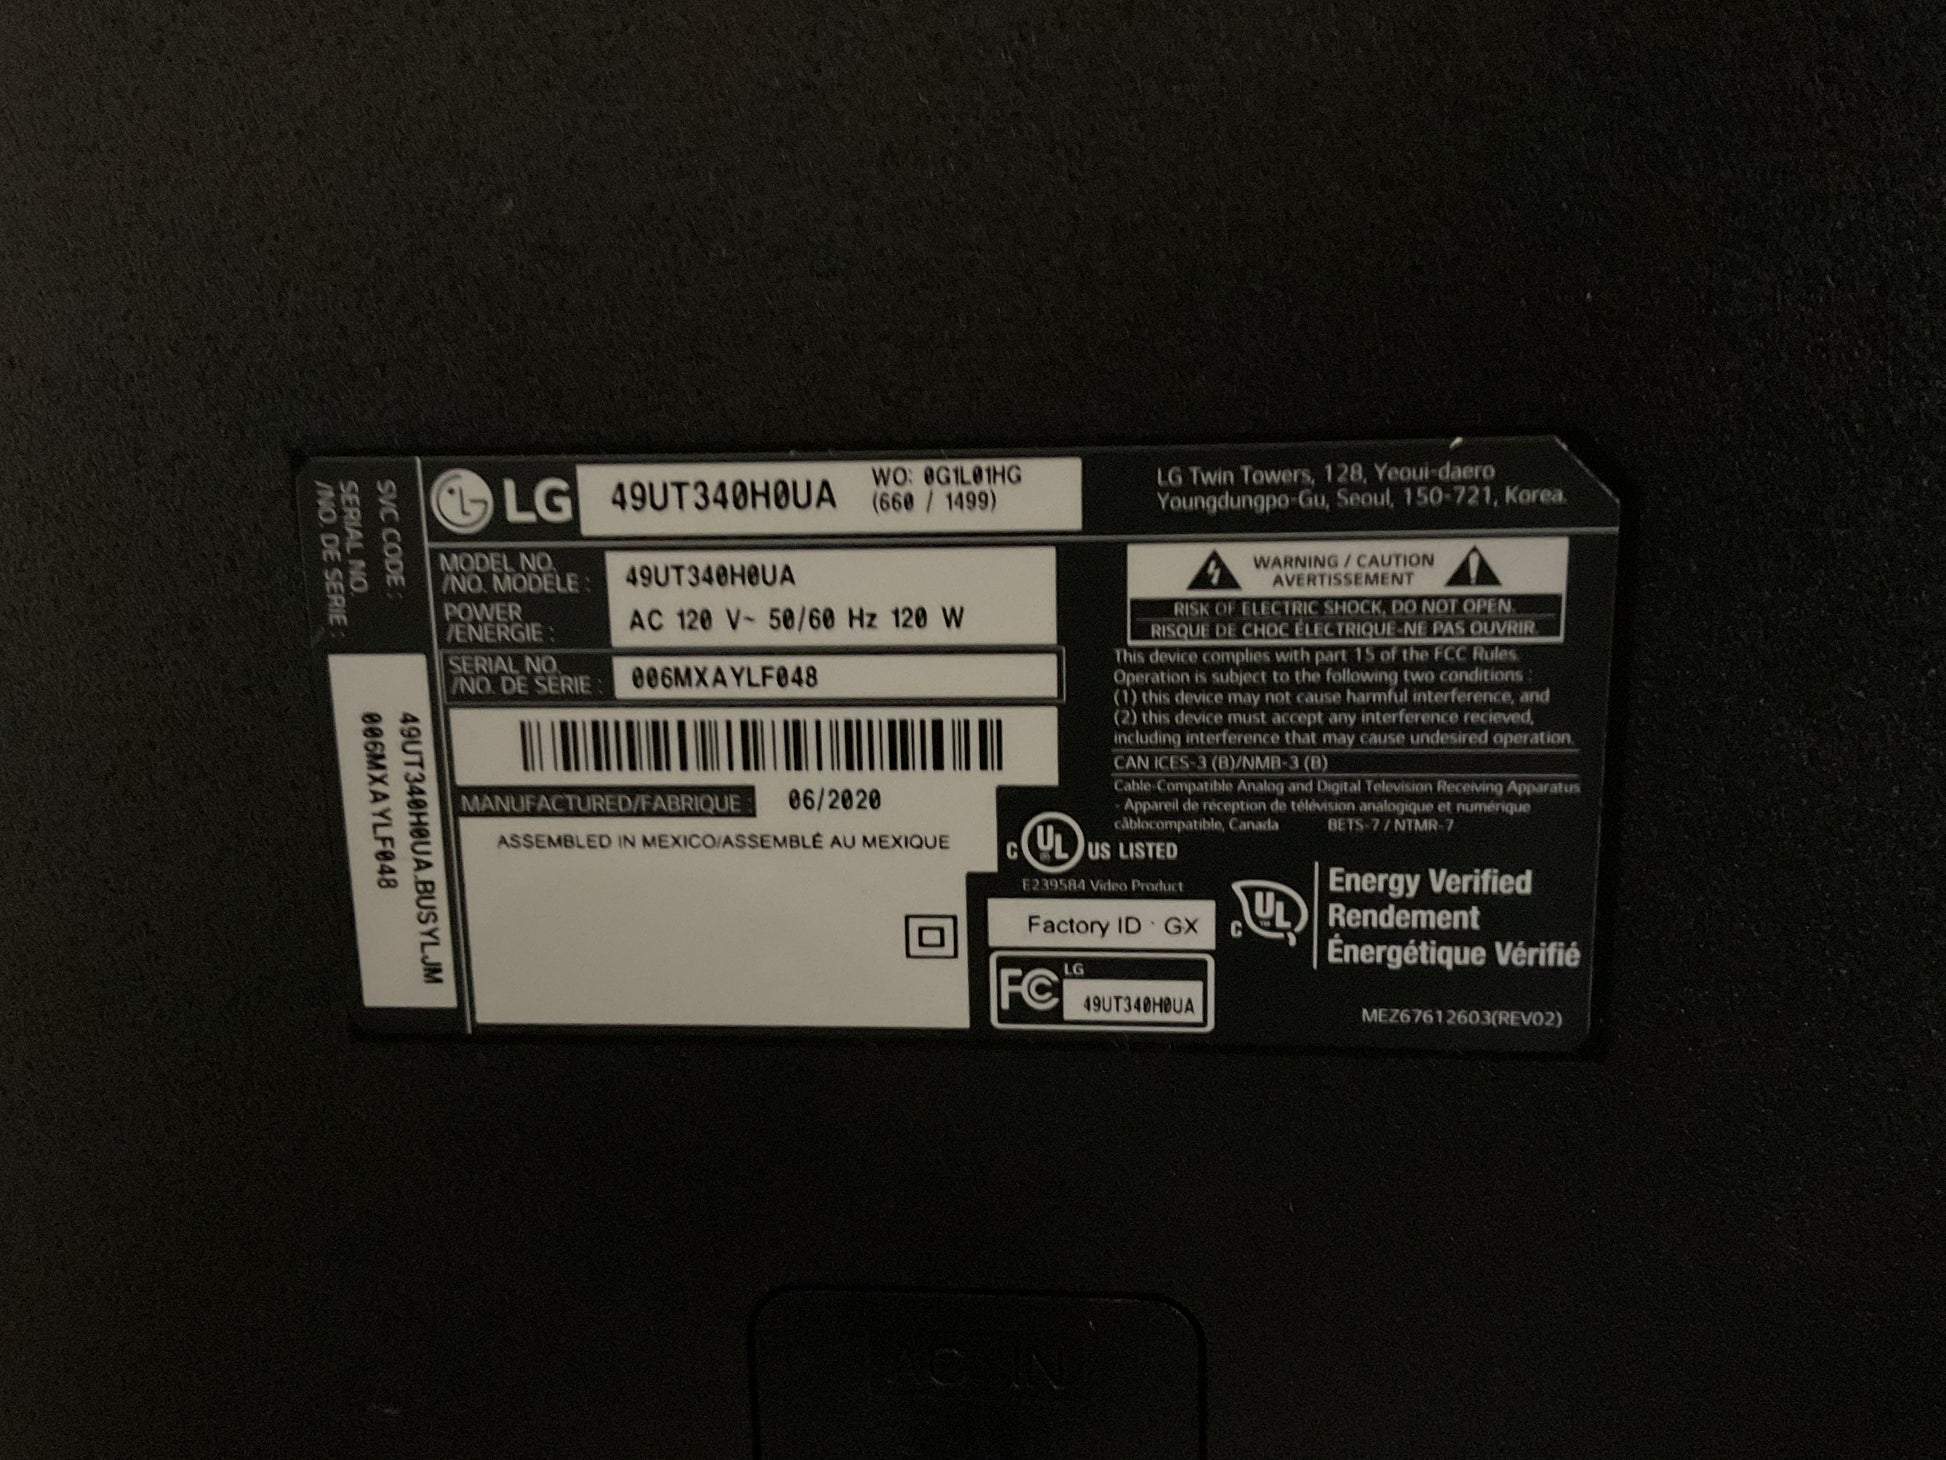 SVC CODE :
SERIAL NO.
/NO. DE SERIE :
49UT340H0UA.BUSYLJM
006MXAYLF048
LG
49UT340H0UA
WO: 0G1L01HG
(660 / 1499)
LG Twin Towers, 128, Yeoui-daero
Youngdungpo-Gu, Seoul, 150-721, Korea.
MODEL NO.
/NO. MODÈLE :
49UT340H0UA
POWER
/ÉNERGIE :
AC 120 V~ 50/60 Hz 120 W
SERIAL NO.
/NO. DE SERIE :
006MXAYLF048
MANUFACTURED/FABRIQUE : 06/2020
ASSEMBLED IN MEXICO/ASSEMBLÉ AU MEXIQUE
WARNING / CAUTION
AVERTISSEMENT
RISK OF ELECTRIC SHOCK, DO NOT OPEN.
RISQUE DE CHOC ÉLECTRIQUE-NE PAS OUVRIR.
This device complies with part 15 of the FCC Rules.
Operation is subject to the following two conditions :
(1) this device may not cause harmful interference, and
(2) this device must accept any interference recieved,
including interference that may cause undesired operation.
CAN ICES-3 (B)/NMB-3 (B)
Cable-Compatible Analog and Digital Television Receiving Apparatus
- Appareil de réception de télévision analogique et numérique
câblocompatible, Canada BETS-7 / NTMR-7
C UL ® US LISTED
E239584 Video Product
Factory ID : GX
FC LG
49UT340H0UA
C UL ™
Energy Verified
Rendement
Énergétique Vérifié
MEZ67612603(REV02)
AC IN